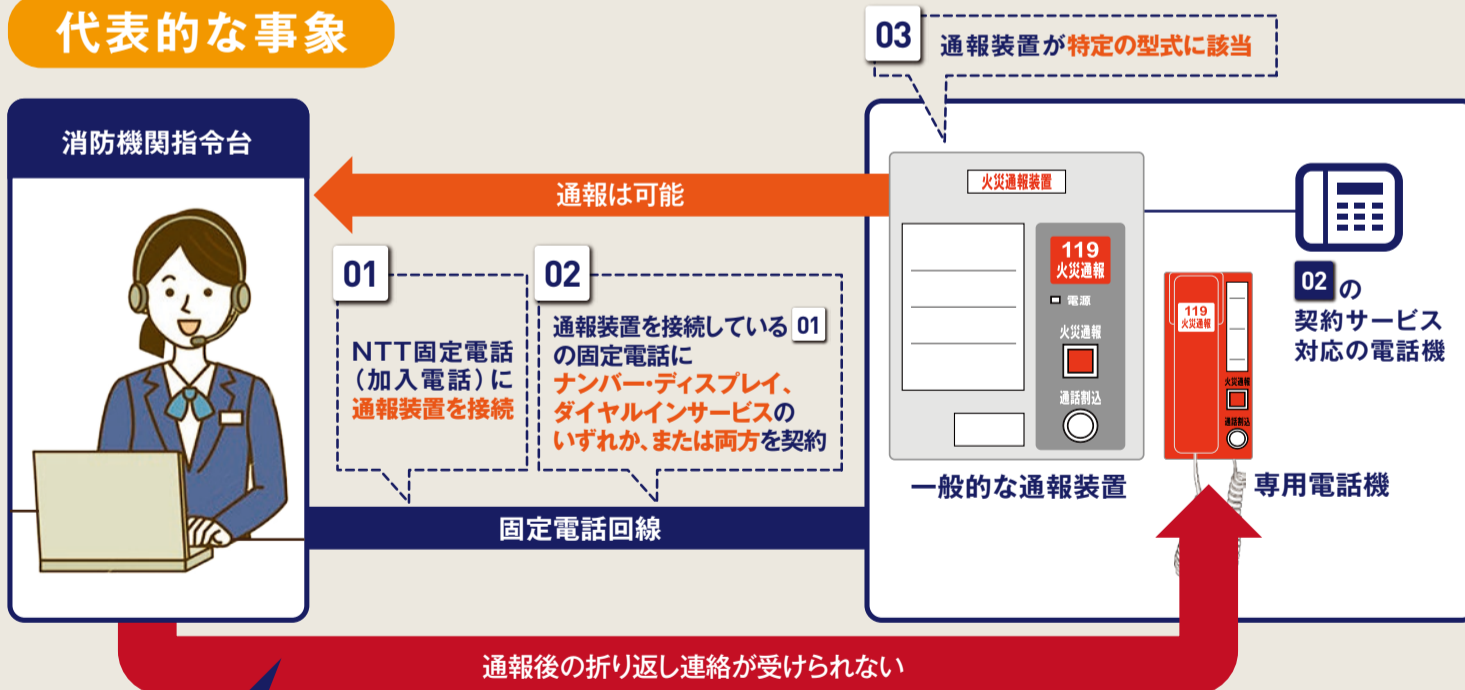 代表的な事象
消防機関指令台
03
通報装置が特定の型式に該当
通報は可能
01
NTT固定電話
（加入電話）に
通報装置を接続
02
通報装置を接続している 01
の固定電話に
ナンバー・ディスプレイ、
ダイヤルインサービスの
いずれか、または両方を契約
火災通報装置
119
火災通報
電源
火災通報
通話割込
一般的な通報装置
119
火災通報
火災通報
通話割込
専用電話機
02 の
契約サービス
対応の電話機
固定電話回線
通報後の折り返し連絡が受けられない